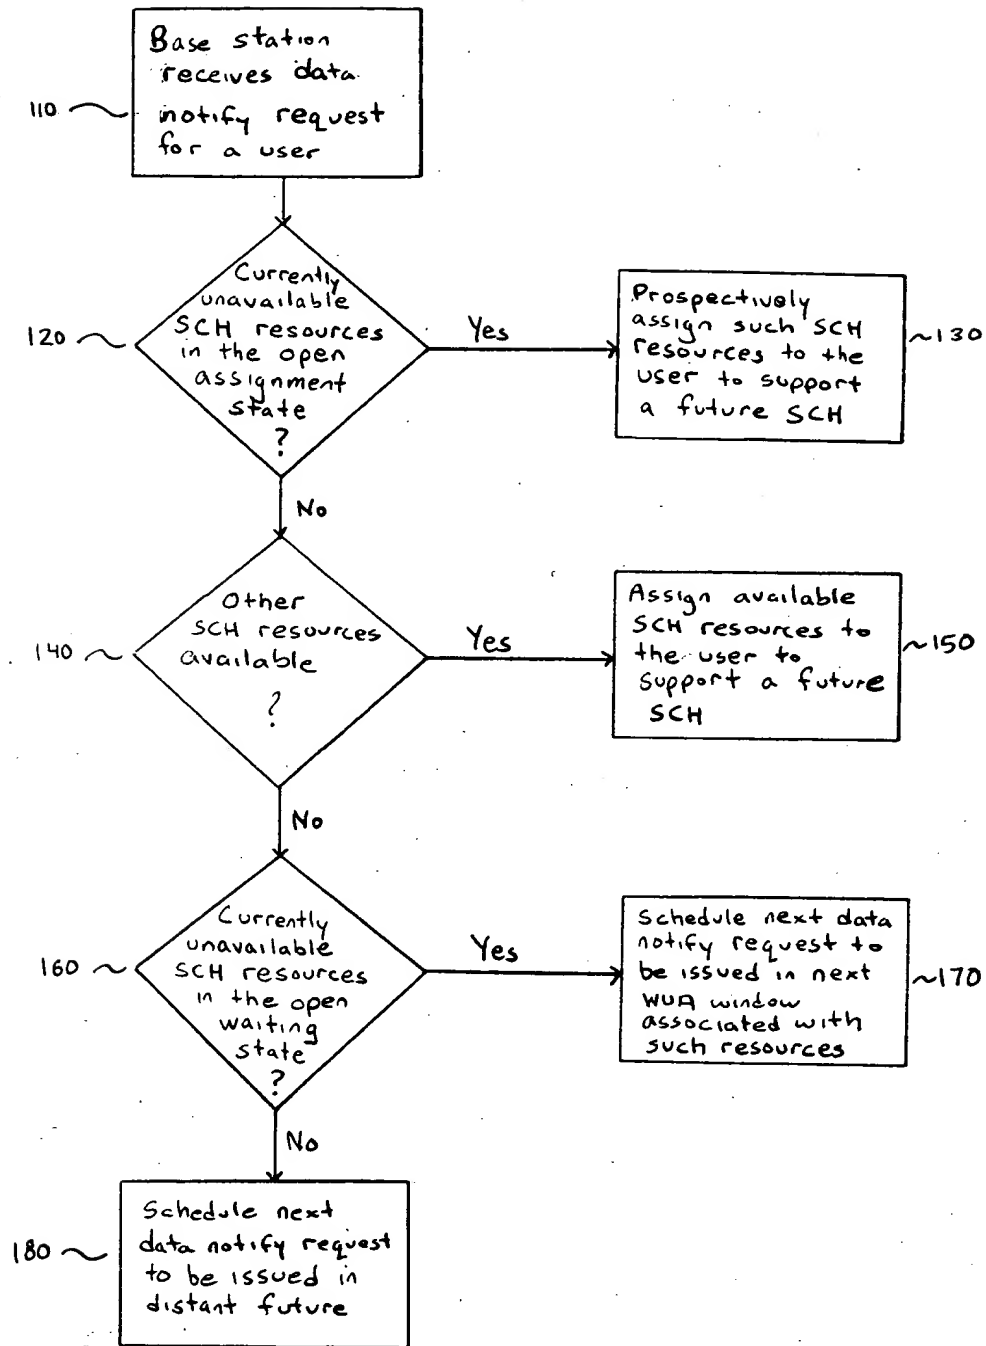 Base station
receives data
notify request
for a user
110
Currently
unavailable
SCH resources
in the open
assignment
state
?
120
Yes
Prospectively
assign such SCH
resources to the
user to support
a future SCH
130
No
Other
SCH resources
available
?
140
Yes
Assign available
SCH resources to
the user to
support a future
SCH
150
No
Currently
unavailable
SCH resources
in the open
waiting
state
?
160
Yes
Schedule next data
notify request to
be issued in next
WUA window
associated with
such resources
170
No
Schedule next
data notify request
to be issued in
distant future
180